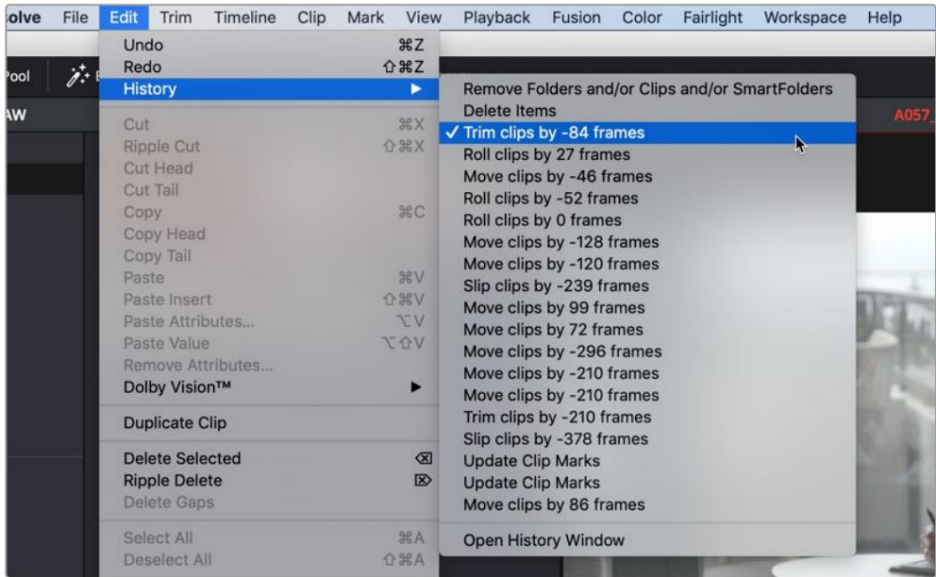 olve File Edit Trim Timeline Clip Mark View Playback Fusion Color Fairlight Workspace Help
Undo ⌘Z
Redo ⇧⌘Z
History ▶
Cut ⌘X
Ripple Cut ⇧⌘X
Cut Head
Cut Tail
Copy ⌘C
Copy Head
Copy Tail
Paste ⌘V
Paste Insert ⇧⌘V
Paste Attributes... ⌥V
Paste Value ⌥⇧V
Remove Attributes...
Dolby Vision™ ▶
Duplicate Clip
Delete Selected ⌫
Ripple Delete ⌦
Delete Gaps
Select All ⌘A
Deselect All ⇧⌘A
Remove Folders and/or Clips and/or SmartFolders
Delete Items
✓ Trim clips by -84 frames
Roll clips by 27 frames
Move clips by -46 frames
Roll clips by -52 frames
Roll clips by 0 frames
Move clips by -128 frames
Move clips by -120 frames
Slip clips by -239 frames
Move clips by 99 frames
Move clips by 72 frames
Move clips by -296 frames
Move clips by -210 frames
Move clips by -210 frames
Trim clips by -210 frames
Slip clips by -378 frames
Update Clip Marks
Update Clip Marks
Move clips by 86 frames
Open History Window
Pool
AW
A057_